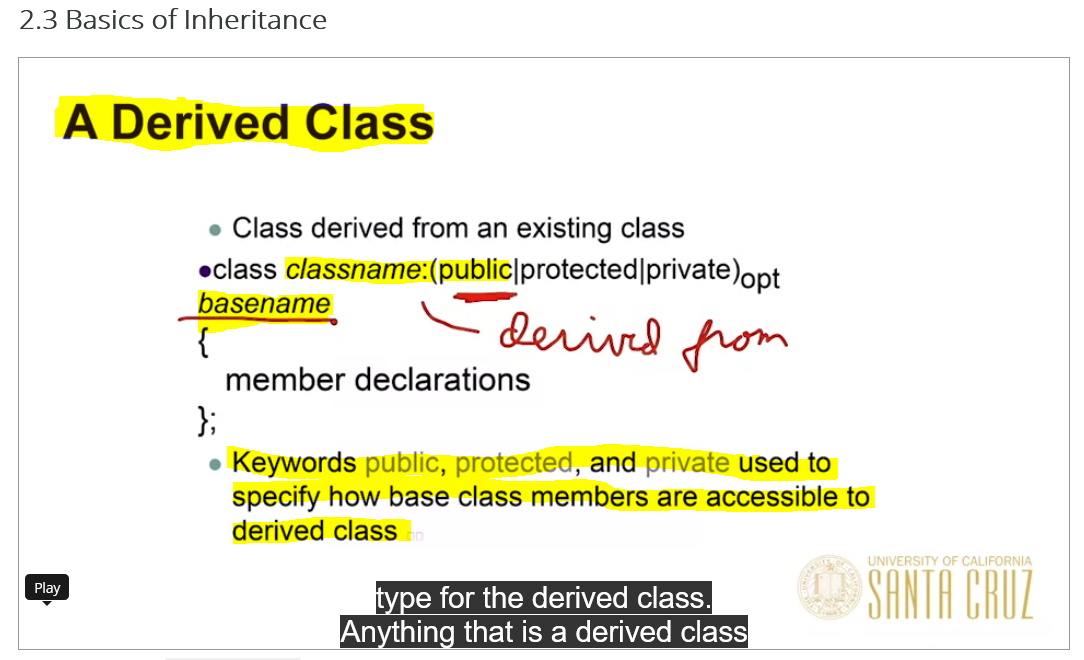 2.3 Basics of Inheritance
A Derived Class
Class derived from an existing class
class classname:(public|protected|private)opt
basename
derived from
{
member declarations
};
Keywords public, protected, and private used to
specify how base class members are accessible to
derived class
UNIVERSITY OF CALIFORNIA
SANTA CRUZ
Play
type for the derived class.
Anything that is a derived class